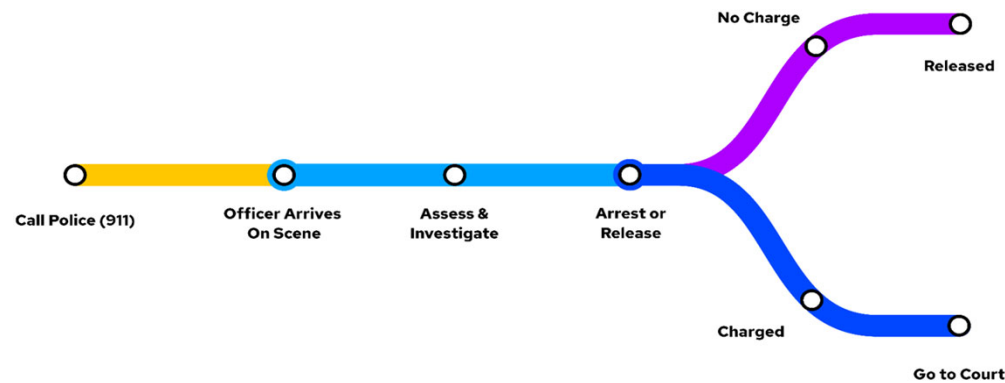 No Charge
Released
Call Police (911)
Officer Arrives
On Scene
Assess &
Investigate
Arrest or
Release
Charged
Go to Court